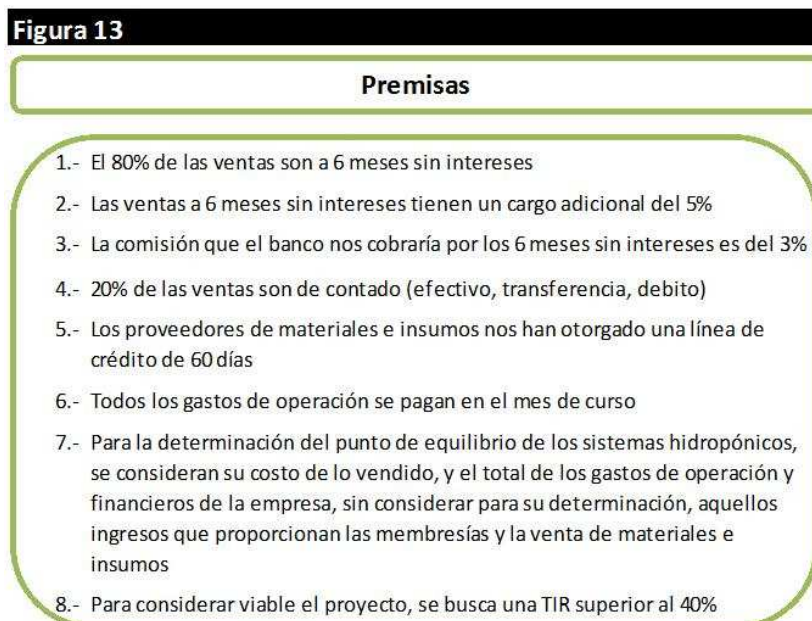 Figura 13
Premisas
1.- El 80% de las ventas son a 6 meses sin intereses
2.- Las ventas a 6 meses sin intereses tienen un cargo adicional del 5%
3.- La comisión que el banco nos cobraría por los 6 meses sin intereses es del 3%
4.- 20% de las ventas son de contado (efectivo, transferencia, debito)
5.- Los proveedores de materiales e insumos nos han otorgado una línea de
crédito de 60 días
6.- Todos los gastos de operación se pagan en el mes de curso
7.- Para la determinación del punto de equilibrio de los sistemas hidropónicos,
se consideran su costo de lo vendido, y el total de los gastos de operación y
financieros de la empresa, sin considerar para su determinación, aquellos
ingresos que proporcionan las membresías y la venta de materiales e
insumos
8.- Para considerar viable el proyecto, se busca una TIR superior al 40%